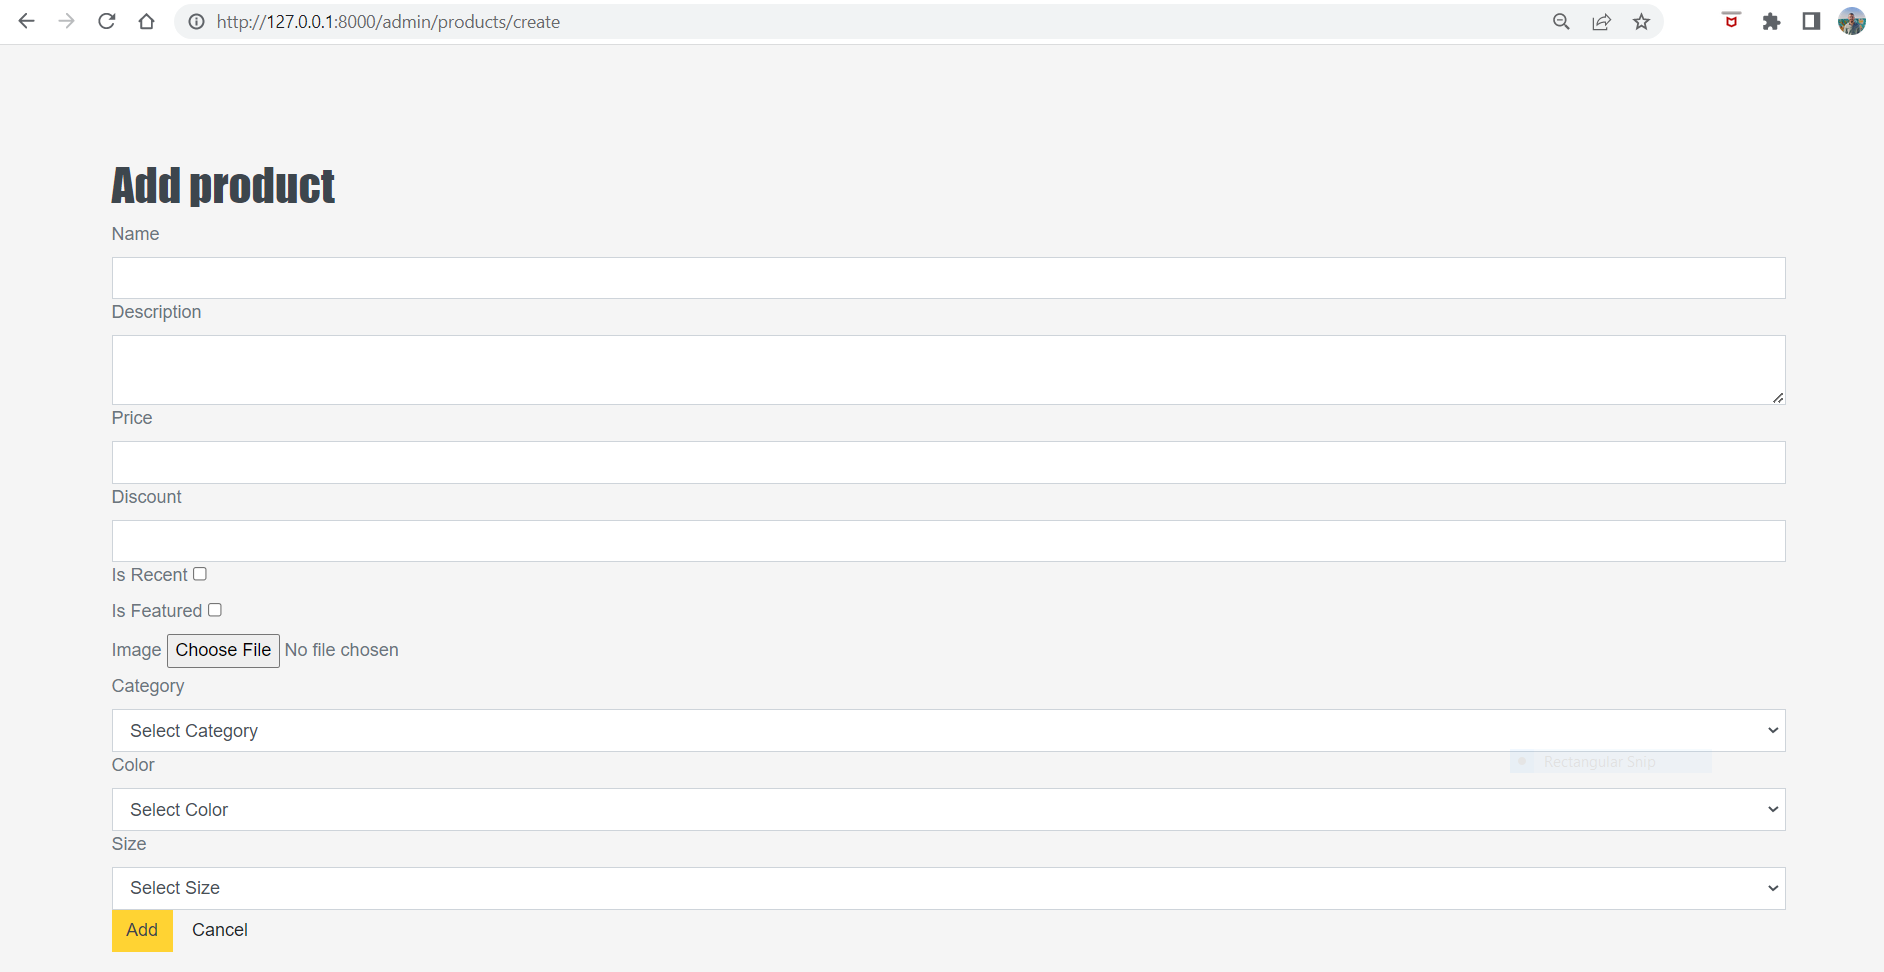 http://127.0.0.1:8000/admin/products/create
Add product
Name
Description
Price
Discount
Is Recent
Is Featured
Image Choose File No file chosen
Category
Select Category
Color
Rectangular Snip
Select Color
Size
Select Size
Add Cancel